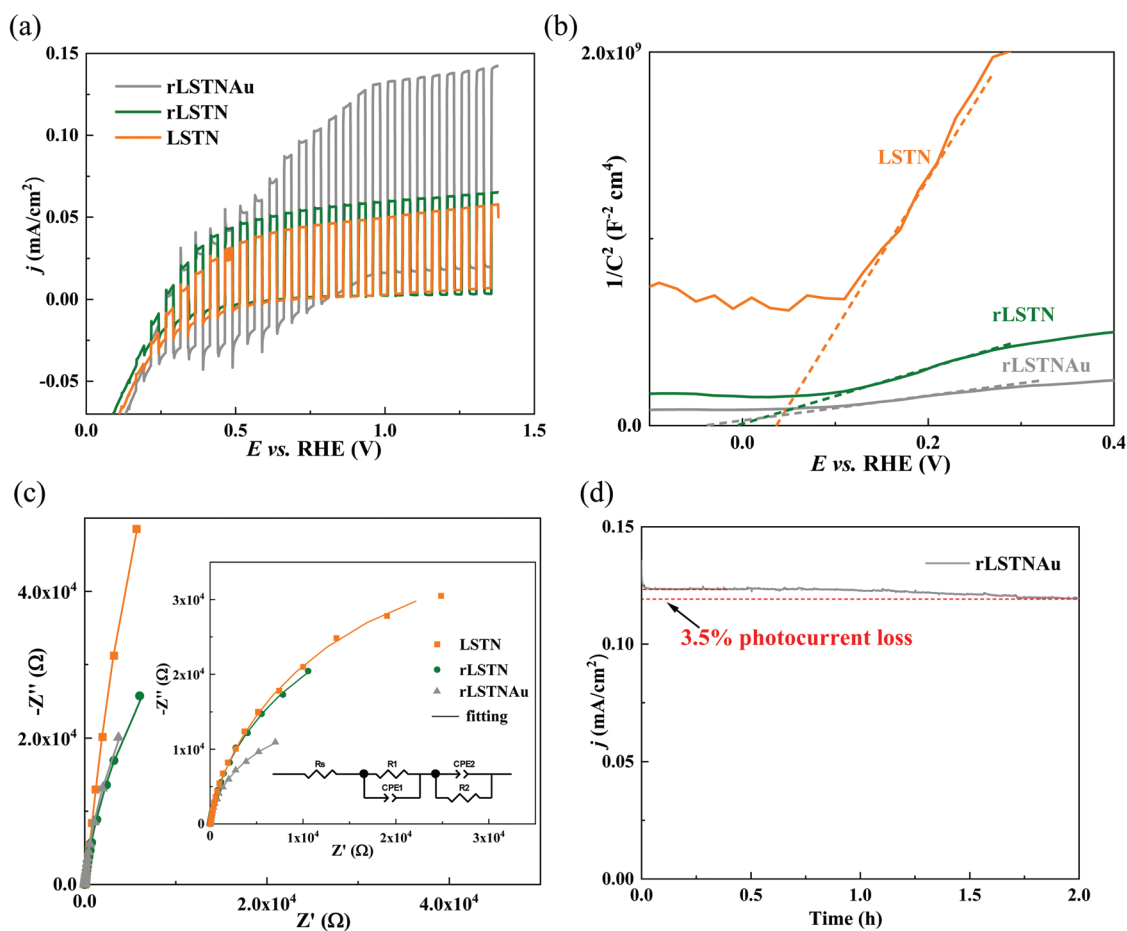 (a)
0.15
0.10
0.05
0.00
-0.05
j (mA/cm²)
rLSTNAu
rLSTN
LSTN
0.0
0.5
1.0
1.5
E vs. RHE (V)
(b)
2.0x10⁹
0.0
1/C² (F⁻² cm⁴)
LSTN
rLSTN
rLSTNAu
0.0
0.2
0.4
E vs. RHE (V)
(c)
4.0x10⁴
2.0x10⁴
0.0
-Z'' (Ω)
0.0
2.0x10⁴
4.0x10⁴
Z' (Ω)
3x10⁴
2x10⁴
1x10⁴
0
-Z'' (Ω)
LSTN
rLSTN
rLSTNAu
fitting
Rs
R1
CPE1
CPE2
R2
0
1x10⁴
2x10⁴
3x10⁴
Z' (Ω)
(d)
0.15
0.10
0.05
0.00
j (mA/cm²)
rLSTNAu
3.5% photocurrent loss
0.0
0.5
1.0
1.5
2.0
Time (h)